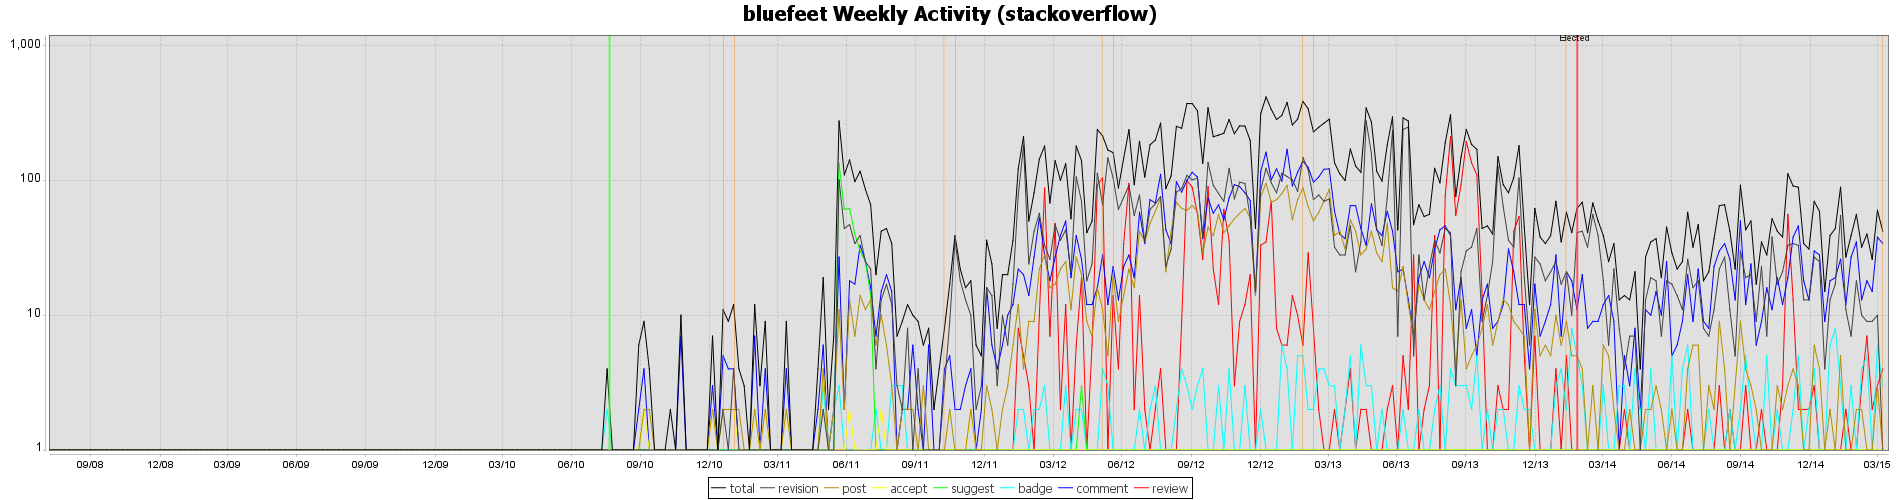 bluefeet Weekly Activity (stackoverflow)
1,000
Elected
100
10
1
09/08 12/08 03/09 06/09 09/09 12/09 03/10 06/10 09/10 12/10 03/11 06/11 09/11 12/11 03/12 06/12 09/12 12/12 03/13 06/13 09/13 12/13 03/14 06/14 09/14 12/14 03/15
total revision post accept suggest badge comment review